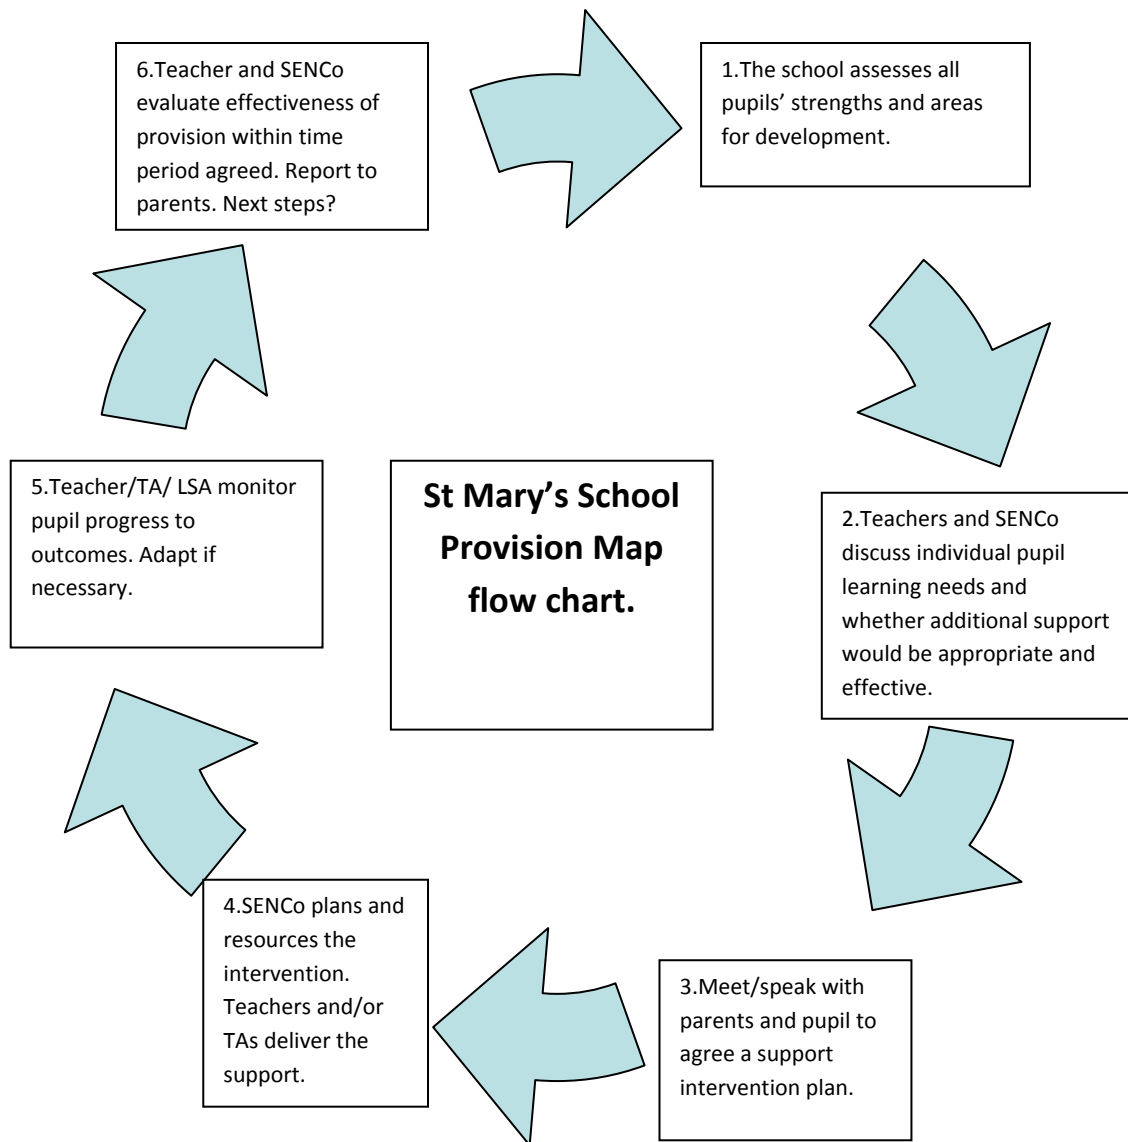 6.Teacher and SENCo
evaluate effectiveness of
provision within time
period agreed. Report to
parents. Next steps?
1.The school assesses all
pupils’ strengths and areas
for development.
5.Teacher/TA/ LSA monitor
pupil progress to
outcomes. Adapt if
necessary.
St Mary’s School
Provision Map
flow chart.
2.Teachers and SENCo
discuss individual pupil
learning needs and
whether additional support
would be appropriate and
effective.
4.SENCo plans and
resources the
intervention.
Teachers and/or
TAs deliver the
support.
3.Meet/speak with
parents and pupil to
agree a support
intervention plan.